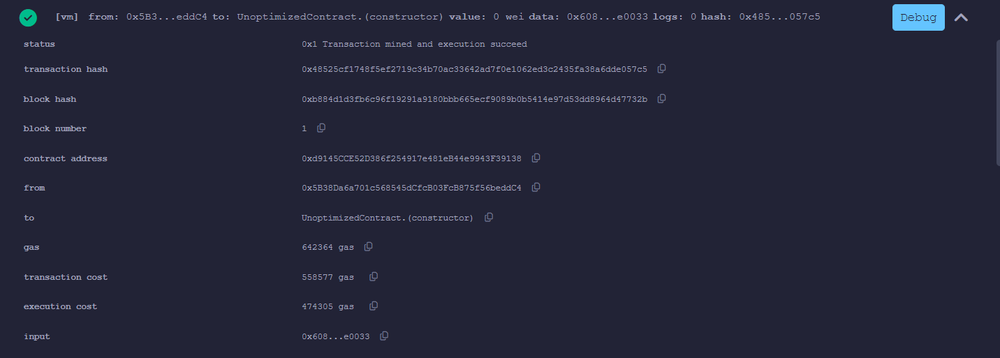 [vm] from: 0x5B3...eddC4 to: UnoptimizedContract.(constructor) value: 0 wei data: 0x608...e0033 logs: 0 hash: 0x485...057c5 Debug
status 0x1 Transaction mined and execution succeed
transaction hash 0x48525cf1748f5ef2719c34b70ac33642ad7f0e1062ed3c2435fa38a6dde057c5
block hash 0xb884d1d3fb6c96f19291a9180bbb665ecf9089b0b5414e97d53dd8964d47732b
block number 1
contract address 0xd9145CCE52D386f254917e481eB44e9943F39138
from 0x5B38Da6a701c568545dCfcB03FcB875f56beddC4
to UnoptimizedContract.(constructor)
gas 642364 gas
transaction cost 558577 gas
execution cost 474305 gas
input 0x608...e0033